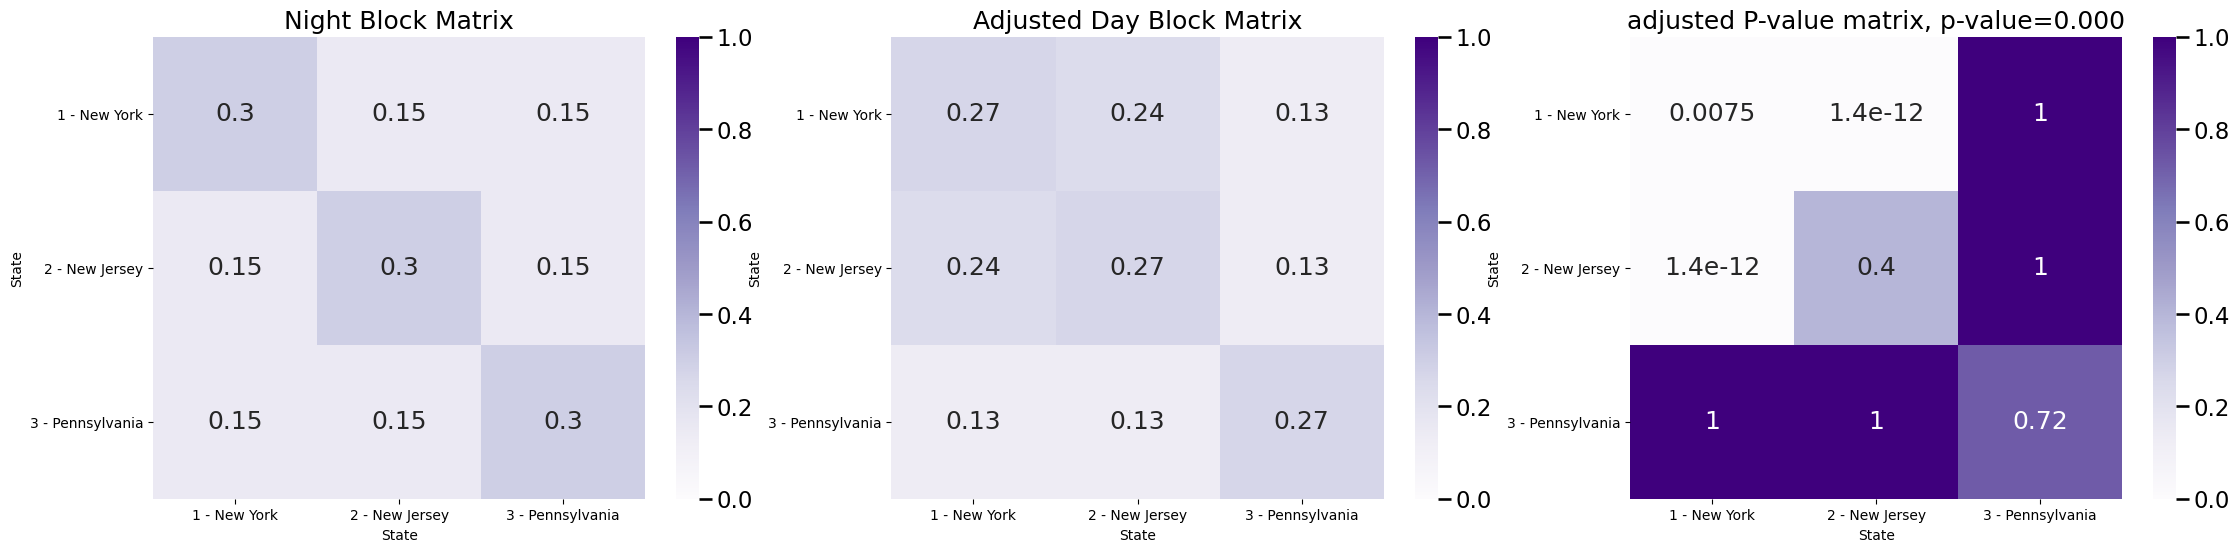 Night Block Matrix
State
1 - New York
2 - New Jersey
3 - Pennsylvania
0.3 0.15 0.15
0.15 0.3 0.15
0.15 0.15 0.3
1 - New York 2 - New Jersey 3 - Pennsylvania
State
1.0
0.8
0.6
0.4
0.2
0.0
Adjusted Day Block Matrix
State
1 - New York
2 - New Jersey
3 - Pennsylvania
0.27 0.24 0.13
0.24 0.27 0.13
0.13 0.13 0.27
1 - New York 2 - New Jersey 3 - Pennsylvania
State
1.0
0.8
0.6
0.4
0.2
0.0
adjusted P-value matrix, p-value=0.000
State
1 - New York
2 - New Jersey
3 - Pennsylvania
0.0075 1.4e-12 1
1.4e-12 0.4 1
1 1 0.72
1 - New York 2 - New Jersey 3 - Pennsylvania
State
1.0
0.8
0.6
0.4
0.2
0.0